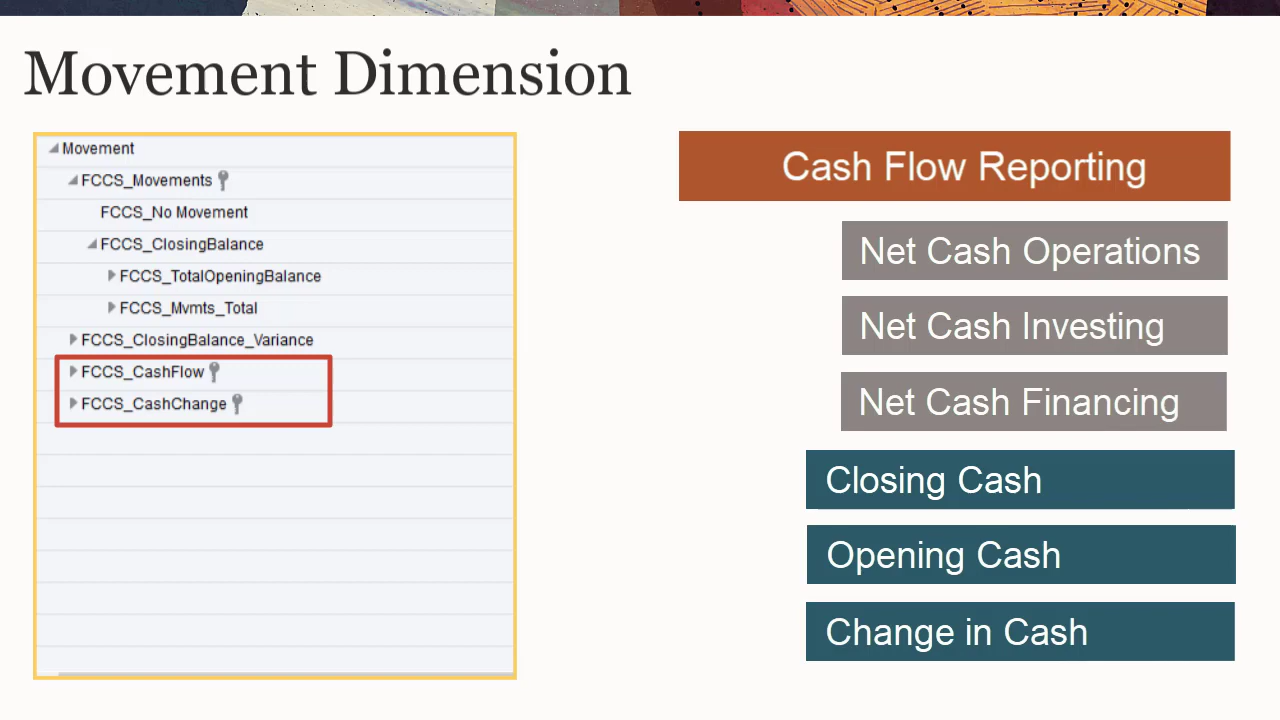 Movement Dimension
Movement
FCCS_Movements
FCCS_No Movement
FCCS_ClosingBalance
FCCS_TotalOpeningBalance
FCCS_Mvmts_Total
FCCS_ClosingBalance_Variance
FCCS_CashFlow
FCCS_CashChange
Cash Flow Reporting
Net Cash Operations
Net Cash Investing
Net Cash Financing
Closing Cash
Opening Cash
Change in Cash